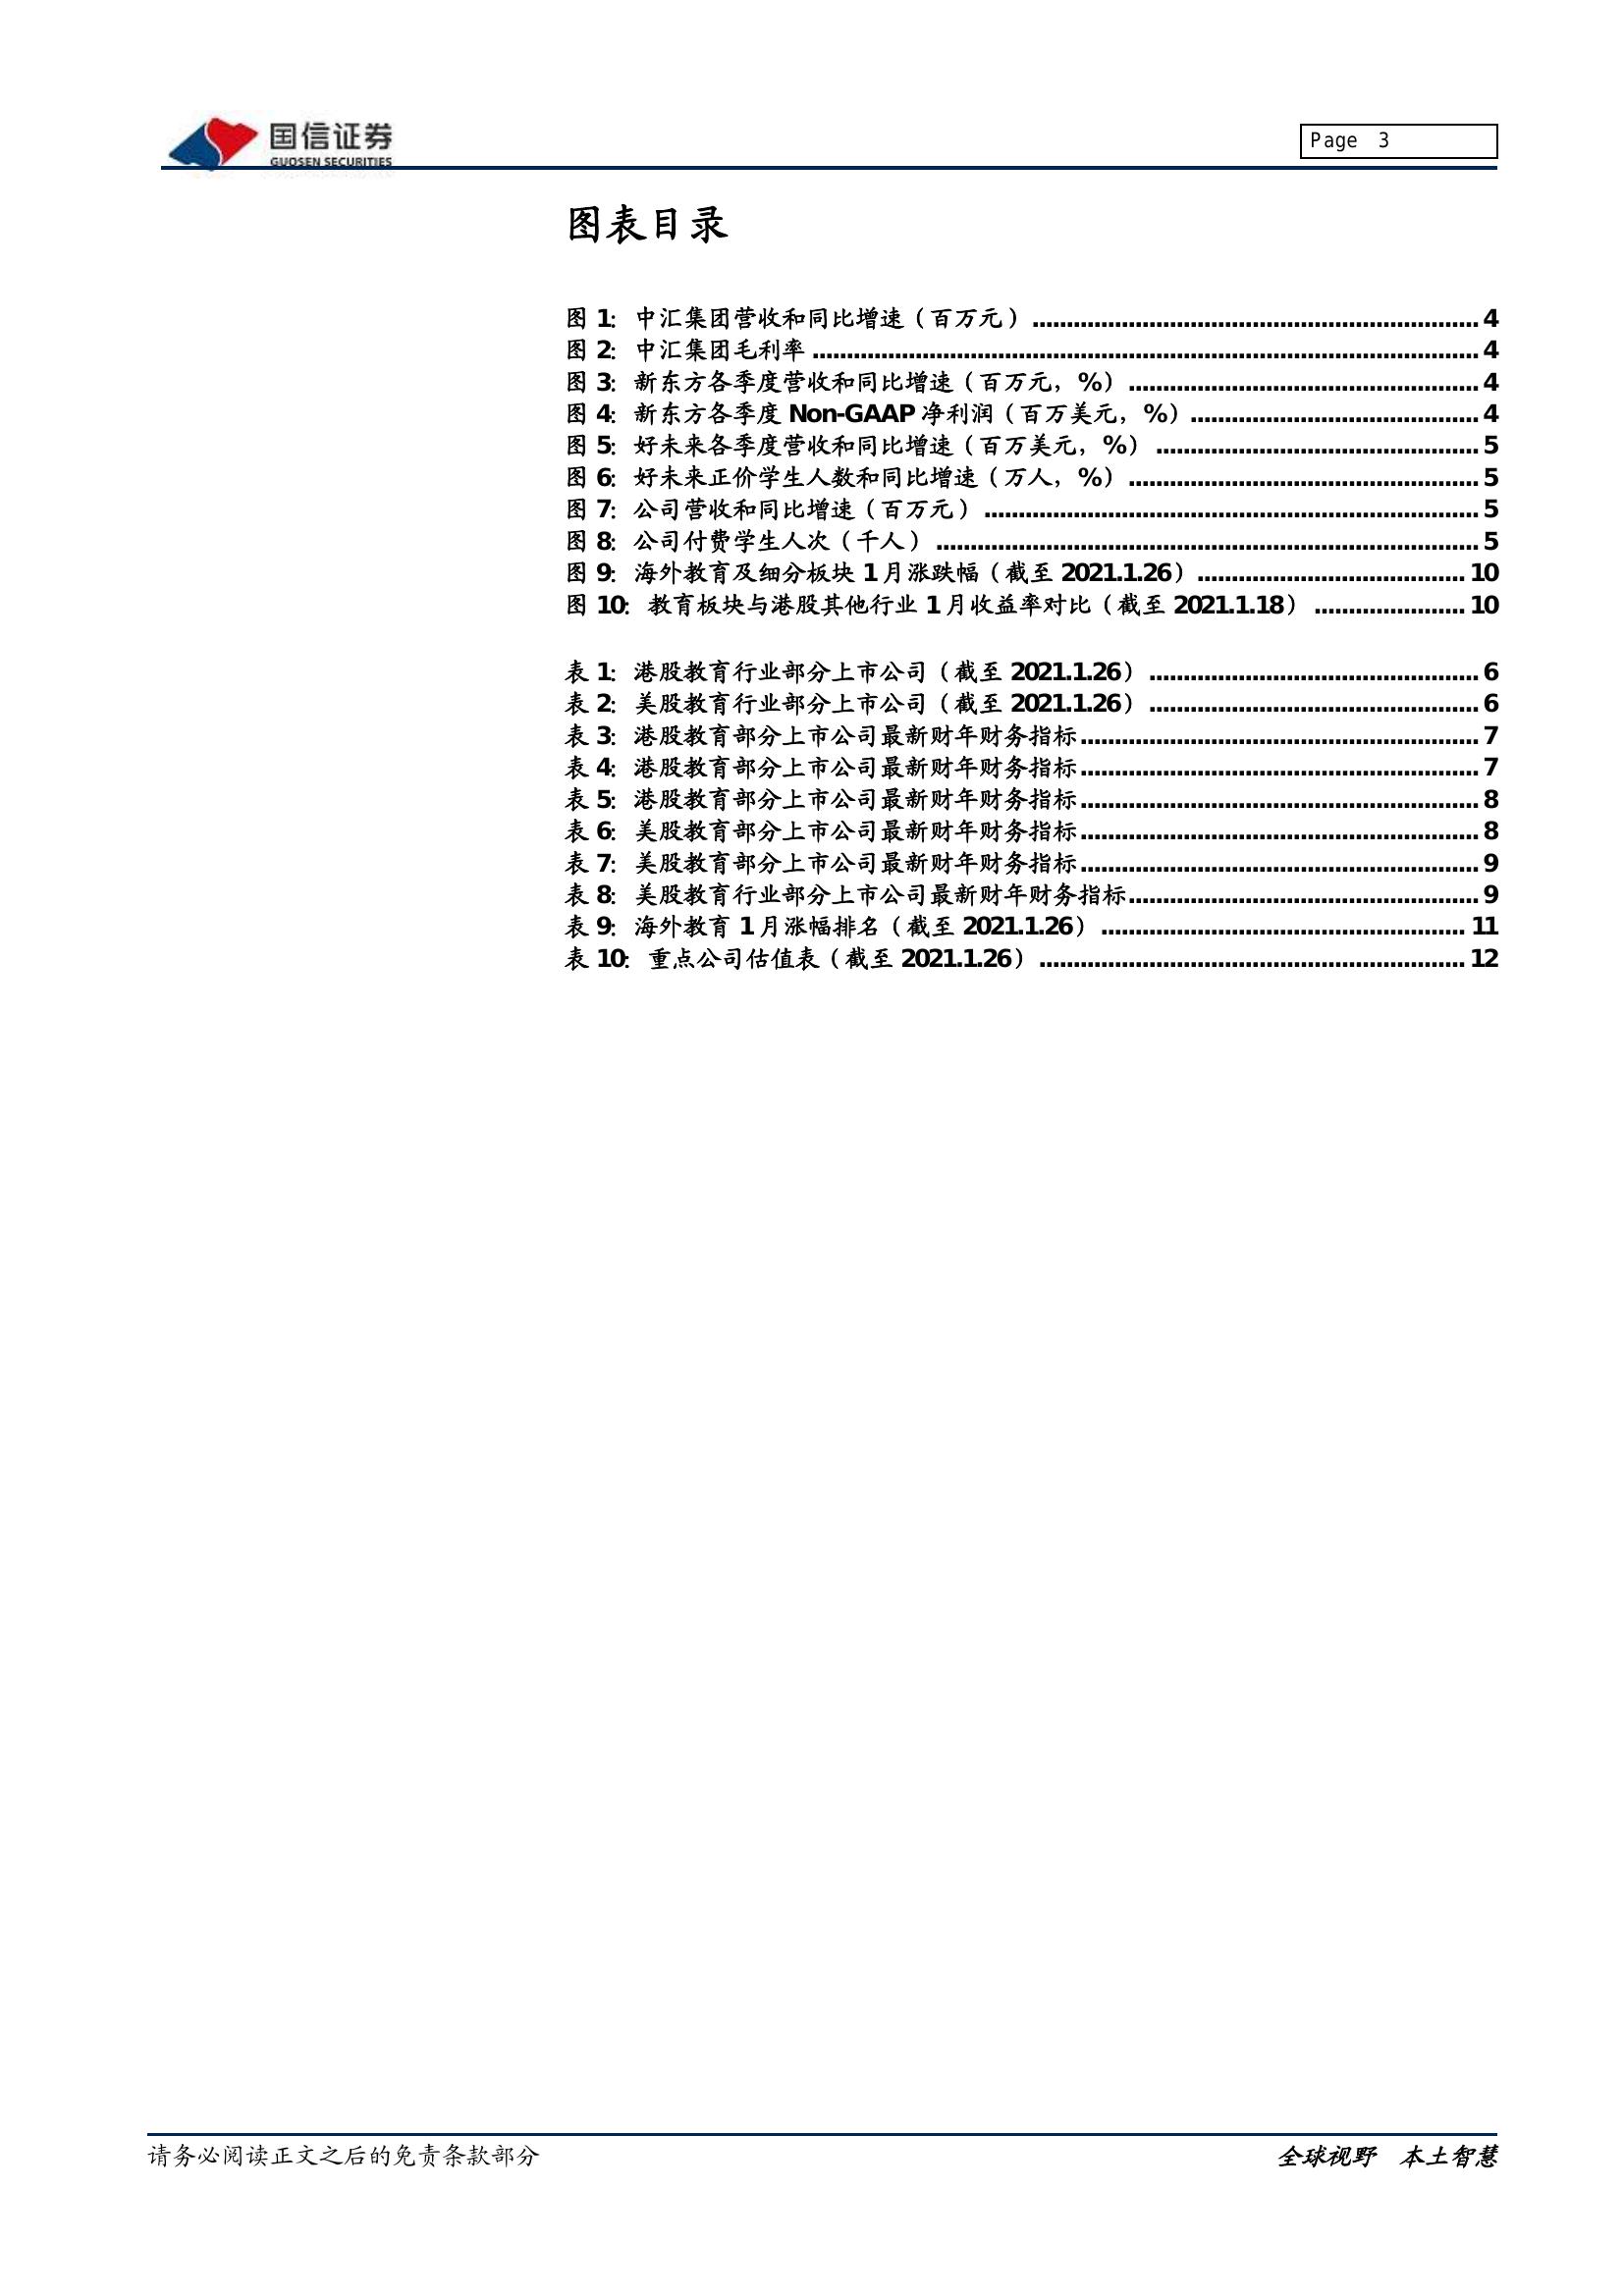 国信证券
GUOSEN SECURITIES
Page 3
图表目录
图 1: 中汇集团营收和同比增速（百万元）........................................ 4
图 2: 中汇集团毛利率........................................ 4
图 3: 新东方各季度营收和同比增速（百万元，%）........................................ 4
图 4: 新东方各季度 Non-GAAP 净利润（百万美元，%）........................................ 4
图 5: 好未来各季度营收和同比增速（百万美元，%）........................................ 5
图 6: 好未来正价学生人数和同比增速（万人，%）........................................ 5
图 7: 公司营收和同比增速（百万元）........................................ 5
图 8: 公司付费学生人次（千人）........................................ 5
图 9: 海外教育及细分板块 1 月涨跌幅（截至 2021.1.26）........................................ 10
图 10: 教育板块与港股其他行业 1 月收益率对比（截至 2021.1.18）...................... 10
表 1: 港股教育行业部分上市公司（截至 2021.1.26）........................................ 6
表 2: 美股教育行业部分上市公司（截至 2021.1.26）........................................ 6
表 3: 港股教育部分上市公司最新财年财务指标........................................ 7
表 4: 港股教育部分上市公司最新财年财务指标........................................ 7
表 5: 港股教育部分上市公司最新财年财务指标........................................ 8
表 6: 美股教育部分上市公司最新财年财务指标........................................ 8
表 7: 美股教育部分上市公司最新财年财务指标........................................ 9
表 8: 美股教育行业部分上市公司最新财年财务指标........................................ 9
表 9: 海外教育 1 月涨幅排名（截至 2021.1.26）........................................ 11
表 10: 重点公司估值表（截至 2021.1.26）........................................ 12
请务必阅读正文之后的免责条款部分
全球视野 本土智慧